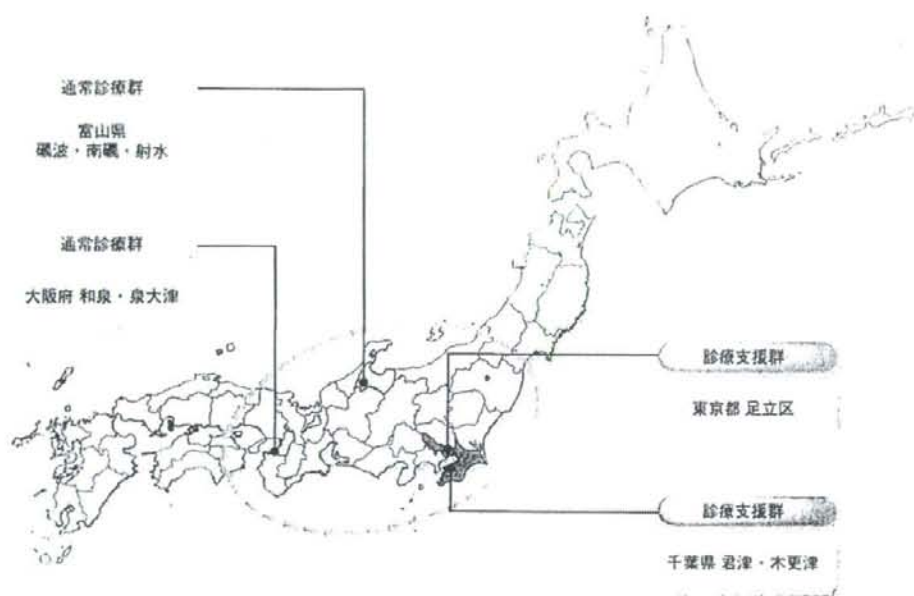 通常診療群
富山県
礪波・南礪・射水
通常診療群
大阪府 和泉・泉大津
診療支援群
東京都 足立区
診療支援群
千葉県 君津・木更津